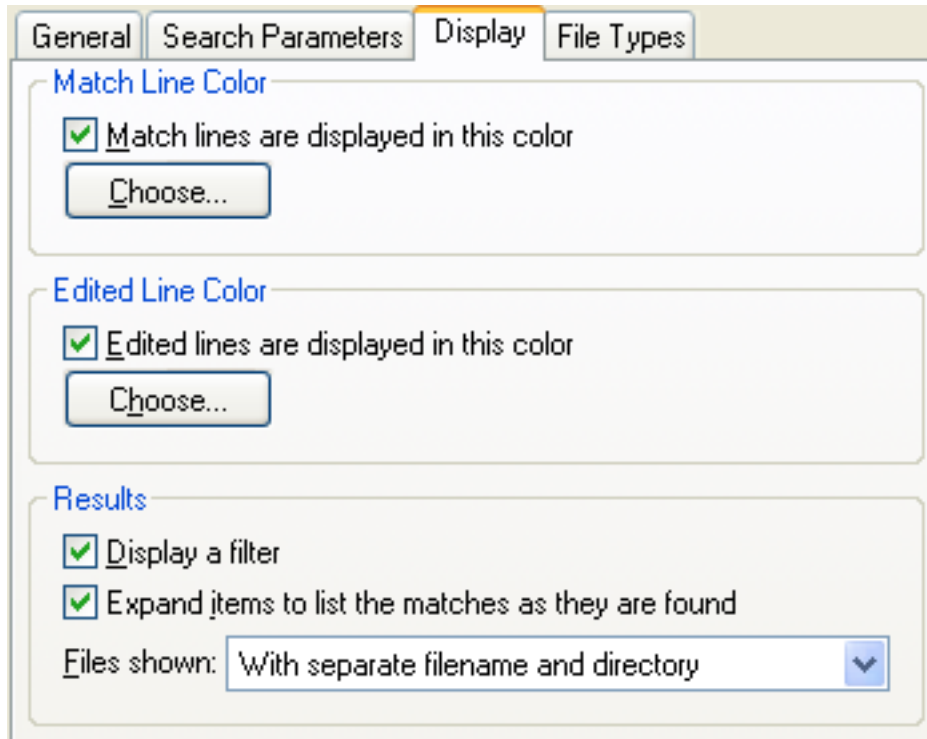 General Search Parameters Display File Types
Match Line Color
Match lines are displayed in this color
Choose...
Edited Line Color
Edited lines are displayed in this color
Choose...
Results
Display a filter
Expand items to list the matches as they are found
Files shown: With separate filename and directory